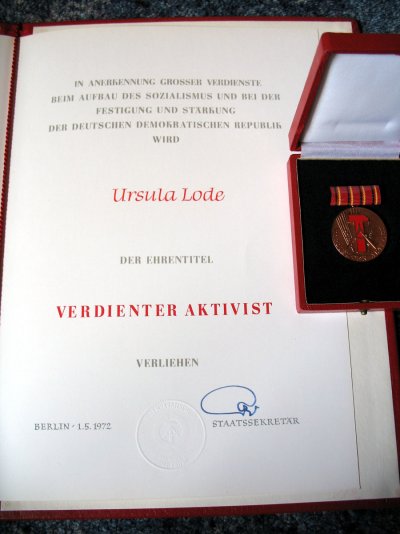 IN ANERKENNUNG GROSSER VERDIENSTE
BEIM AUFBAU DES SOZIALISMUS UND BEI DER
FESTIGUNG UND STÄRKUNG
DER DEUTSCHEN DEMOKRATISCHEN REPUBLIK
WIRD
Ursula Lode
DER EHRENTITEL
VERDIENTER AKTIVIST
VERLIEHEN
BERLIN · 1.5.1972
STAATSSEKRETÄR